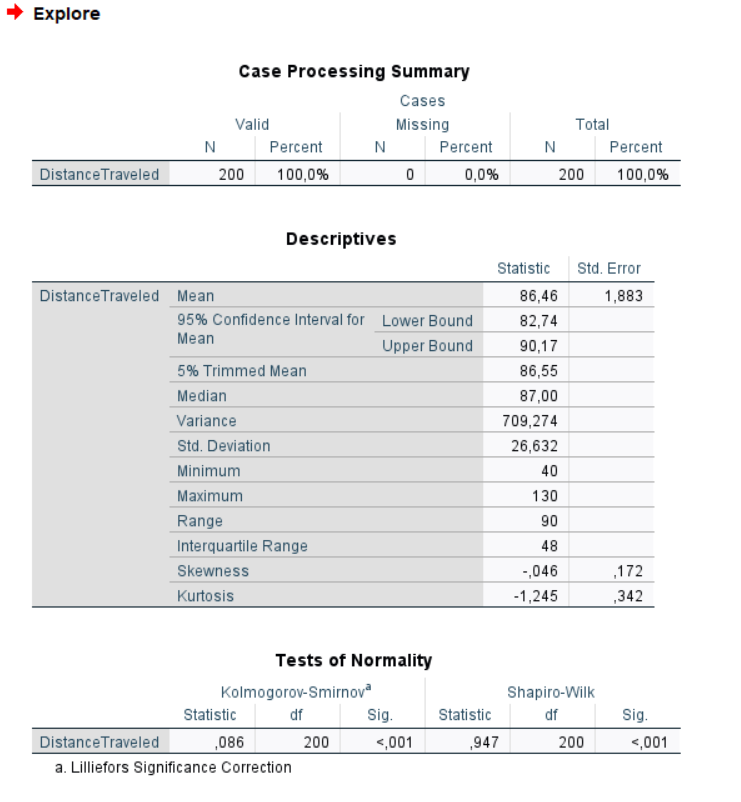 Explore
Case Processing Summary
Cases
Valid Missing Total
N Percent N Percent N Percent
DistanceTraveled 200 100,0% 0 0,0% 200 100,0%
Descriptives
Statistic Std. Error
DistanceTraveled Mean 86,46 1,883
95% Confidence Interval for Mean Lower Bound 82,74
Upper Bound 90,17
5% Trimmed Mean 86,55
Median 87,00
Variance 709,274
Std. Deviation 26,632
Minimum 40
Maximum 130
Range 90
Interquartile Range 48
Skewness -,046 ,172
Kurtosis -1,245 ,342
Tests of Normality
Kolmogorov-Smirnovᵃ Shapiro-Wilk
Statistic df Sig. Statistic df Sig.
DistanceTraveled ,086 200 <,001 ,947 200 <,001
a. Lilliefors Significance Correction